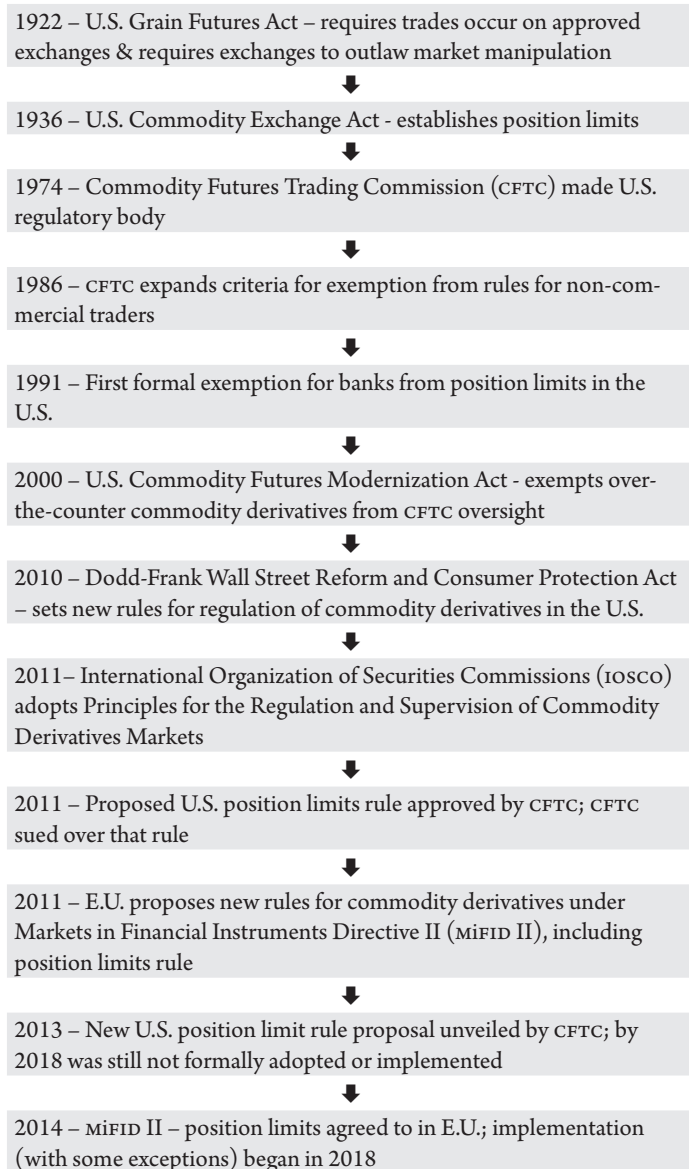 1922 – U.S. Grain Futures Act – requires trades occur on approved
exchanges & requires exchanges to outlaw market manipulation
1936 – U.S. Commodity Exchange Act - establishes position limits
1974 – Commodity Futures Trading Commission (CFTC) made U.S.
regulatory body
1986 – CFTC expands criteria for exemption from rules for non-com-
mercial traders
1991 – First formal exemption for banks from position limits in the
U.S.
2000 – U.S. Commodity Futures Modernization Act - exempts over-
the-counter commodity derivatives from CFTC oversight
2010 – Dodd-Frank Wall Street Reform and Consumer Protection Act
– sets new rules for regulation of commodity derivatives in the U.S.
2011– International Organization of Securities Commissions (IOSCO)
adopts Principles for the Regulation and Supervision of Commodity
Derivatives Markets
2011 – Proposed U.S. position limits rule approved by CFTC; CFTC
sued over that rule
2011 – E.U. proposes new rules for commodity derivatives under
Markets in Financial Instruments Directive II (MiFID II), including
position limits rule
2013 – New U.S. position limit rule proposal unveiled by CFTC; by
2018 was still not formally adopted or implemented
2014 – MiFID II – position limits agreed to in E.U.; implementation
(with some exceptions) began in 2018